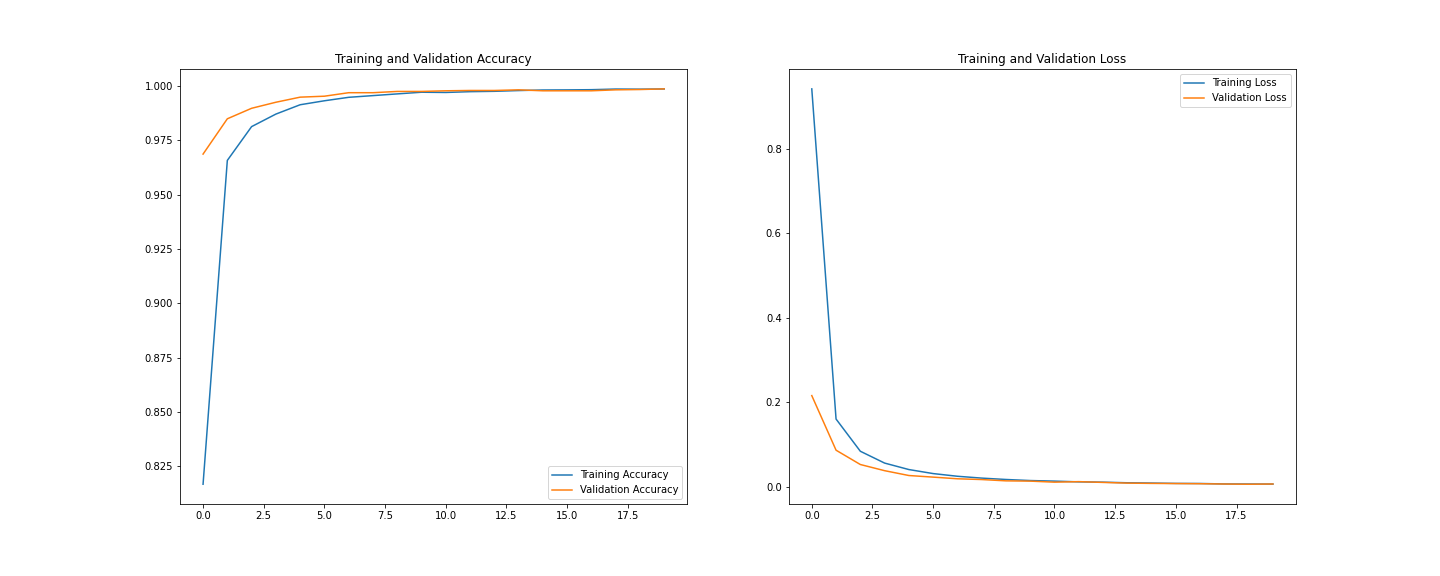 Training and Validation Accuracy
1.000
0.975
0.950
0.925
0.900
0.875
0.850
0.825
0.0 2.5 5.0 7.5 10.0 12.5 15.0 17.5
Training Accuracy
Validation Accuracy
Training and Validation Loss
0.8
0.6
0.4
0.2
0.0
0.0 2.5 5.0 7.5 10.0 12.5 15.0 17.5
Training Loss
Validation Loss